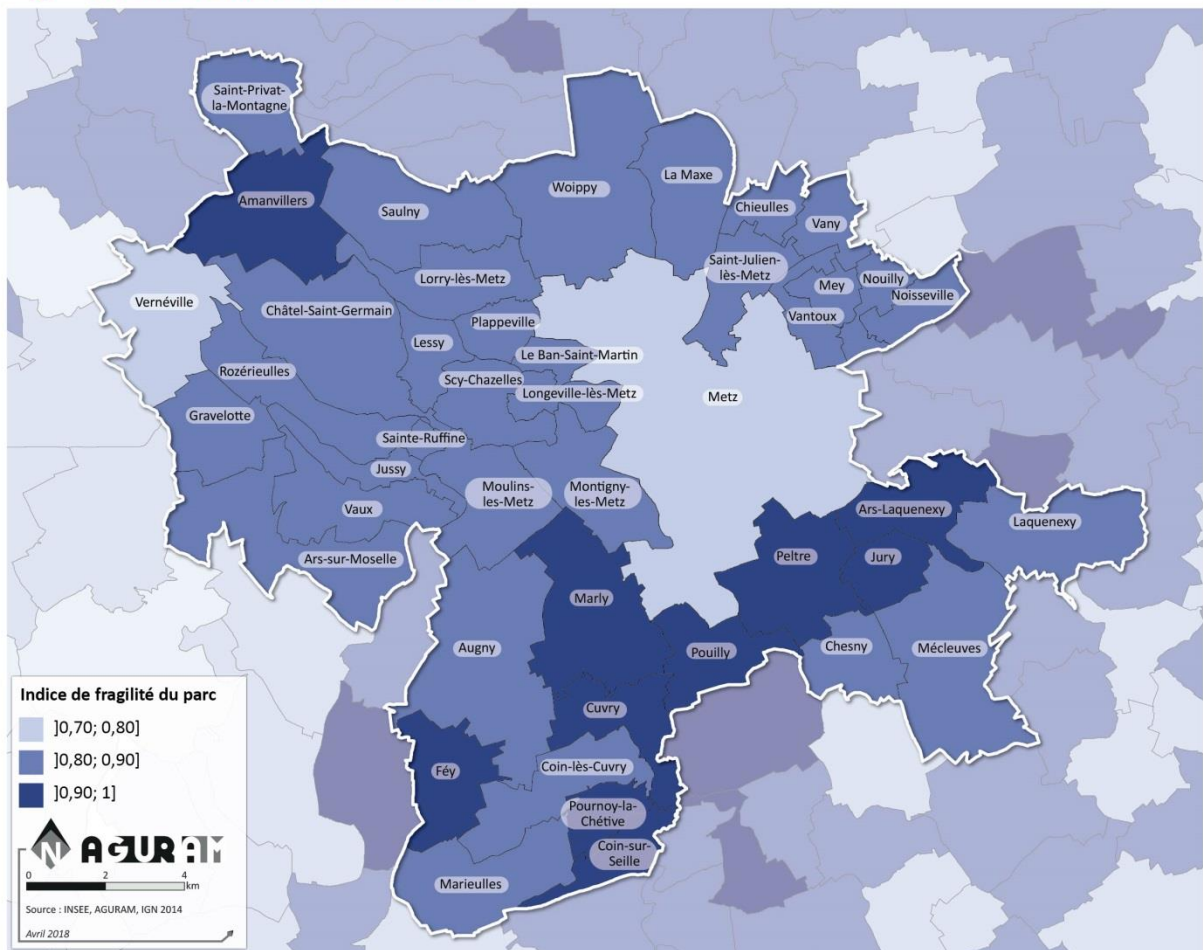 Saint-Privat-
la-Montagne
Amanvillers
Saulny
Woippy
La Maxe
Chieulles
Vany
Vernéville
Lorry-lès-Metz
Saint-Julien-
lès-Metz
Mey
Nouilly
Noisseville
Châtel-Saint-Germain
Plappeville
Vantoux
Lessy
Le Ban-Saint-Martin
Rozérieulles
Scy-Chazelles
Longeville-lès-Metz
Metz
Gravelotte
Sainte-Ruffine
Jussy
Moulins-
les-Metz
Montigny-
les-Metz
Vaux
Ars-Laquenexy
Laquenexy
Ars-sur-Moselle
Peltre
Jury
Marly
Augny
Pouilly
Chesny
Mécleuves
Cuvry
Féy
Coin-lès-Cuvry
Pournoy-la-
Chétive
Coin-sur-
Seille
Marieulles
Indice de fragilité du parc
]0,70; 0,80]
]0,80; 0,90]
]0,90; 1]
N AGURAM
0 2 4
km
Source : INSEE, AGURAM, IGN 2014
Avril 2018